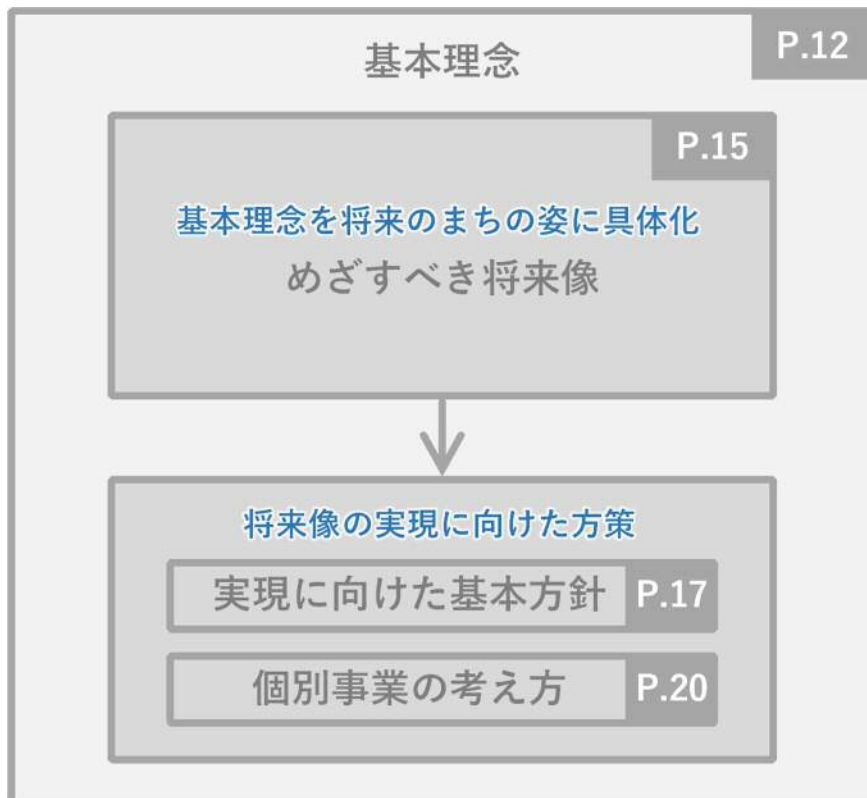 基本理念
P.12
P.15
基本理念を将来のまちの姿に具体化
めざすべき将来像
将来像の実現に向けた方策
実現に向けた基本方針
P.17
個別事業の考え方
P.20